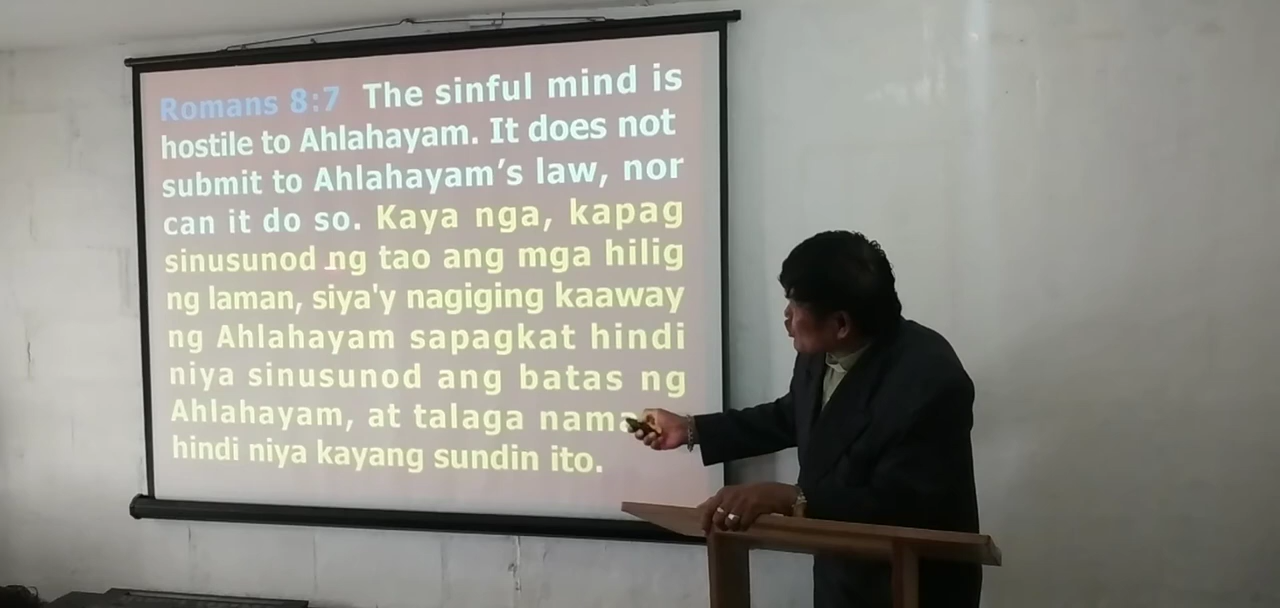 Romans 8:7 The sinful mind is
hostile to Ahlahayam. It does not
submit to Ahlahayam’s law, nor
can it do so. Kaya nga, kapag
sinusunod ng tao ang mga hilig
ng laman, siya'y nagiging kaaway
ng Ahlahayam sapagkat hindi
niya sinusunod ang batas ng
Ahlahayam, at talaga nama
hindi niya kayang sundin ito.